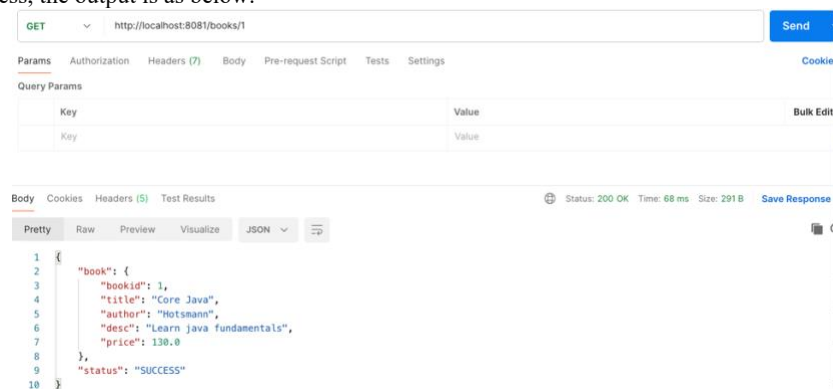 ess, the output is as below.
GET http://localhost:8081/books/1 Send
Params Authorization Headers (7) Body Pre-request Script Tests Settings Cookie
Query Params
Key Value Bulk Edit
Key Value
Body Cookies Headers (5) Test Results Status: 200 OK Time: 68 ms Size: 291 B Save Response
Pretty Raw Preview Visualize JSON
1 {
2 "book": {
3 "bookid": 1,
4 "title": "Core Java",
5 "author": "Hotsmann",
6 "desc": "Learn java fundamentals",
7 "price": 130.0
8 },
9 "status": "SUCCESS"
10 }